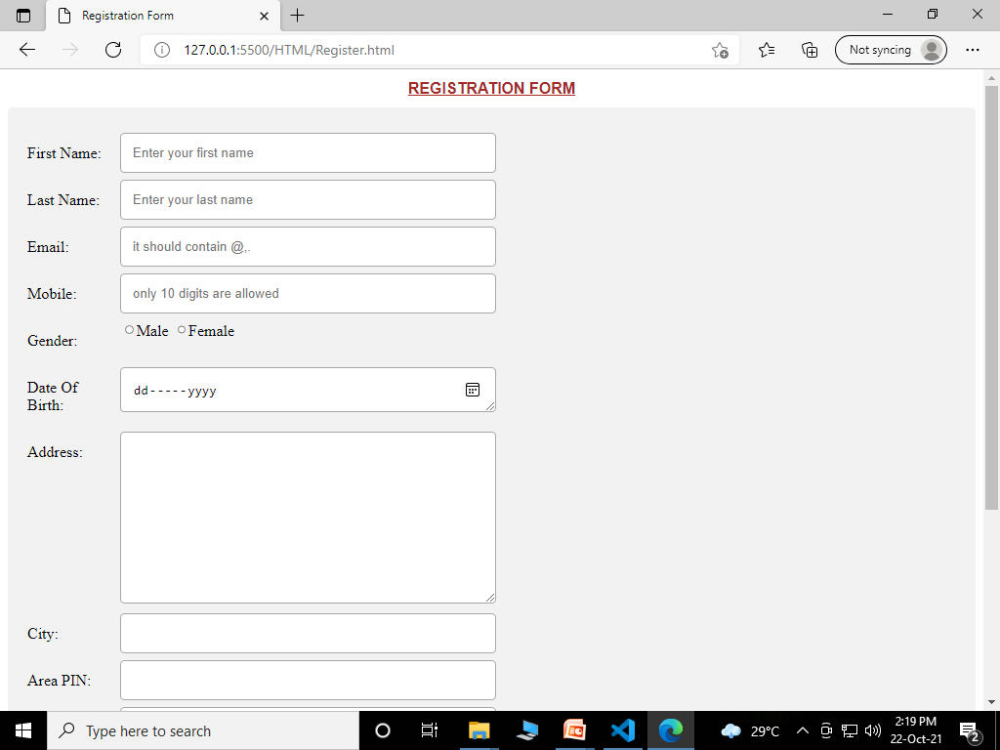 Registration Form
127.0.0.1:5500/HTML/Register.html
Not syncing
REGISTRATION FORM
First Name: Enter your first name
Last Name: Enter your last name
Email: it should contain @,.
Mobile: only 10 digits are allowed
Gender: Male Female
Date Of
Birth:
dd-----yyyy
Address:
City:
Area PIN:
Type here to search
29°C
2:19 PM
22-Oct-21
2